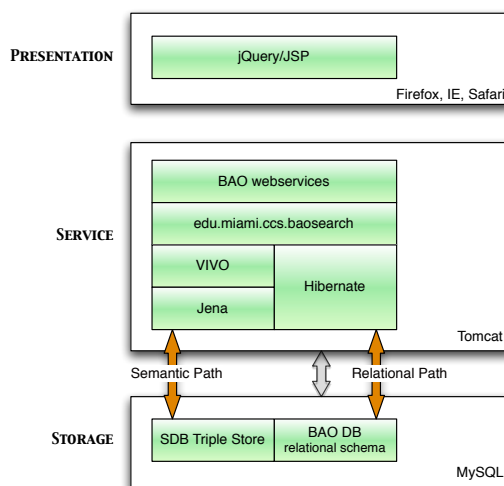 PRESENTATION
jQuery/JSP
Firefox, IE, Safari
SERVICE
BAO webservices
edu.miami.ccs.baosearch
VIVO
Hibernate
Jena
Tomcat
Semantic Path
Relational Path
STORAGE
SDB Triple Store
BAO DB
relational schema
MySQL